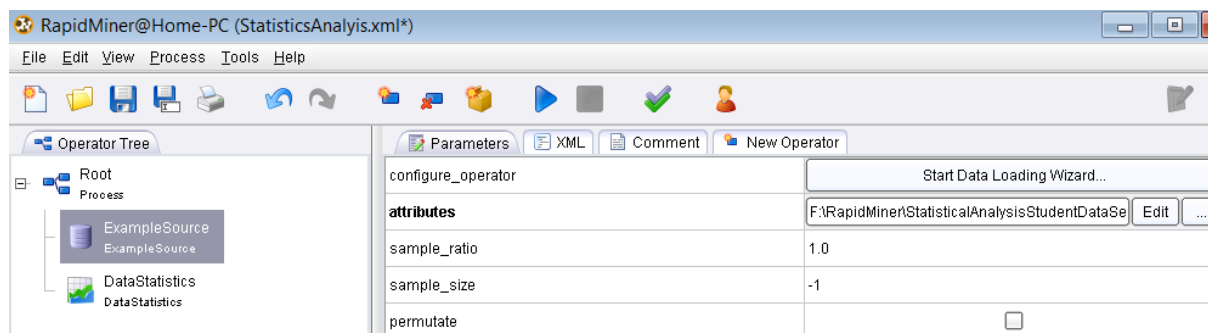 RapidMiner@Home-PC (StatisticsAnalyis.xml*)
File Edit View Process Tools Help
Operator Tree
Parameters XML Comment New Operator
Root
Process
ExampleSource
ExampleSource
DataStatistics
DataStatistics
configure_operator Start Data Loading Wizard...
attributes F:\RapidMiner\StatisticalAnalysisStudentDataSe Edit ...
sample_ratio 1.0
sample_size -1
permutate